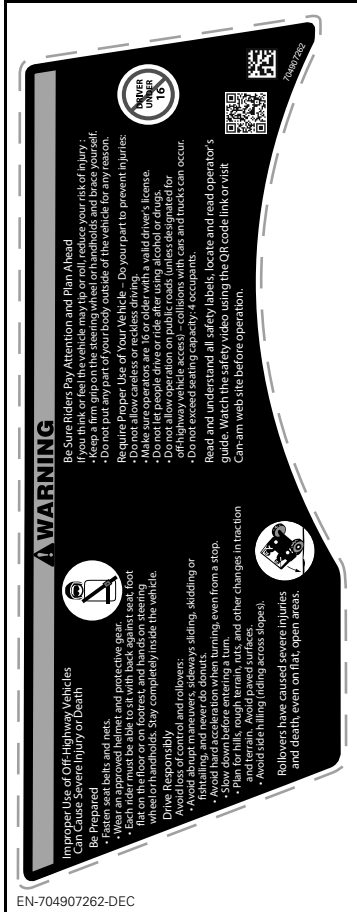 WARNING
Improper Use of Off-Highway Vehicles
Can Cause Severe Injury or Death
Be Prepared
• Fasten seat belts and nets.
• Wear an approved helmet and protective gear.
• Each rider must be able to sit with back against seat, foot
flat on the floor or on footrest, and hands on steering
wheel or handholds. Stay completely inside the vehicle.
Drive Responsibly
Avoid loss of control and rollovers:
• Avoid abrupt maneuvers, sideways sliding, skidding or
fishtailing, and never do donuts.
• Avoid hard acceleration when turning, even from a stop.
• Slow down before entering a turn.
• Plan for hills, rough terrain, ruts, and other changes in traction
and terrain. Avoid paved surfaces.
• Avoid side hilling (riding across slopes).
Rollovers have caused severe injuries
and death, even on flat, open areas.
Be Sure Riders Pay Attention and Plan Ahead
If you think or feel the vehicle may tip or roll, reduce your risk of injury :
• Keep a firm grip on the steering wheel or handholds and brace yourself.
• Do not put any part of your body outside of the vehicle for any reason.
Require Proper Use of Your Vehicle – Do your part to prevent injuries:
• Do not allow careless or reckless driving.
• Make sure operators are 16 or older with a valid driver's license.
• Do not let people drive or ride after using alcohol or drugs.
• Do not allow operation on public roads (unless designated for
off-highway vehicle access) – collisions with cars and trucks can occur.
• Do not exceed seating capacity: 4 occupants.
DRIVER
UNDER
16
Read and understand all safety labels, locate and read operator's
guide. Watch the safety video using the QR code link or visit
Can-am web site before operation.
704907262
EN-704907262-DEC